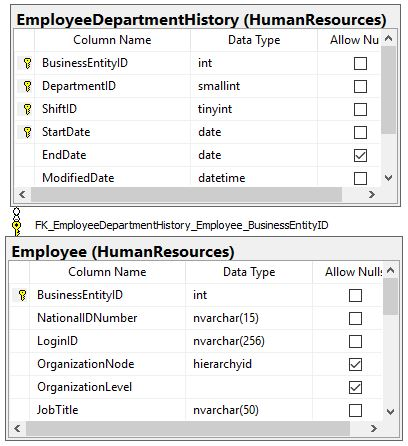 EmployeeDepartmentHistory (HumanResources)
Column Name Data Type Allow Nu
BusinessEntityID int
DepartmentID smallint
ShiftID tinyint
StartDate date
EndDate date
ModifiedDate datetime
FK_EmployeeDepartmentHistory_Employee_BusinessEntityID
Employee (HumanResources)
Column Name Data Type Allow Nulls
BusinessEntityID int
NationalIDNumber nvarchar(15)
LoginID nvarchar(256)
OrganizationNode hierarchyid
OrganizationLevel
JobTitle nvarchar(50)